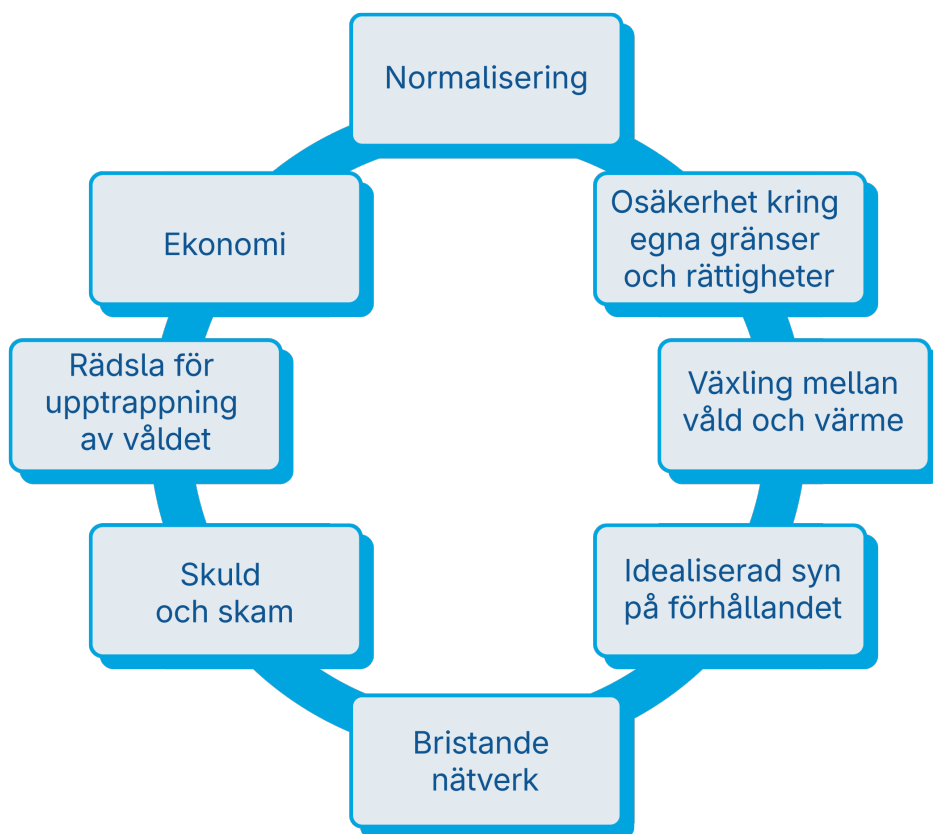 Normalisering
Osäkerhet kring
egna gränser
och rättigheter
Växling mellan
våld och värme
Idealiserad syn
på förhållandet
Bristande
nätverk
Skuld
och skam
Rädsla för
upptrappning
av våldet
Ekonomi